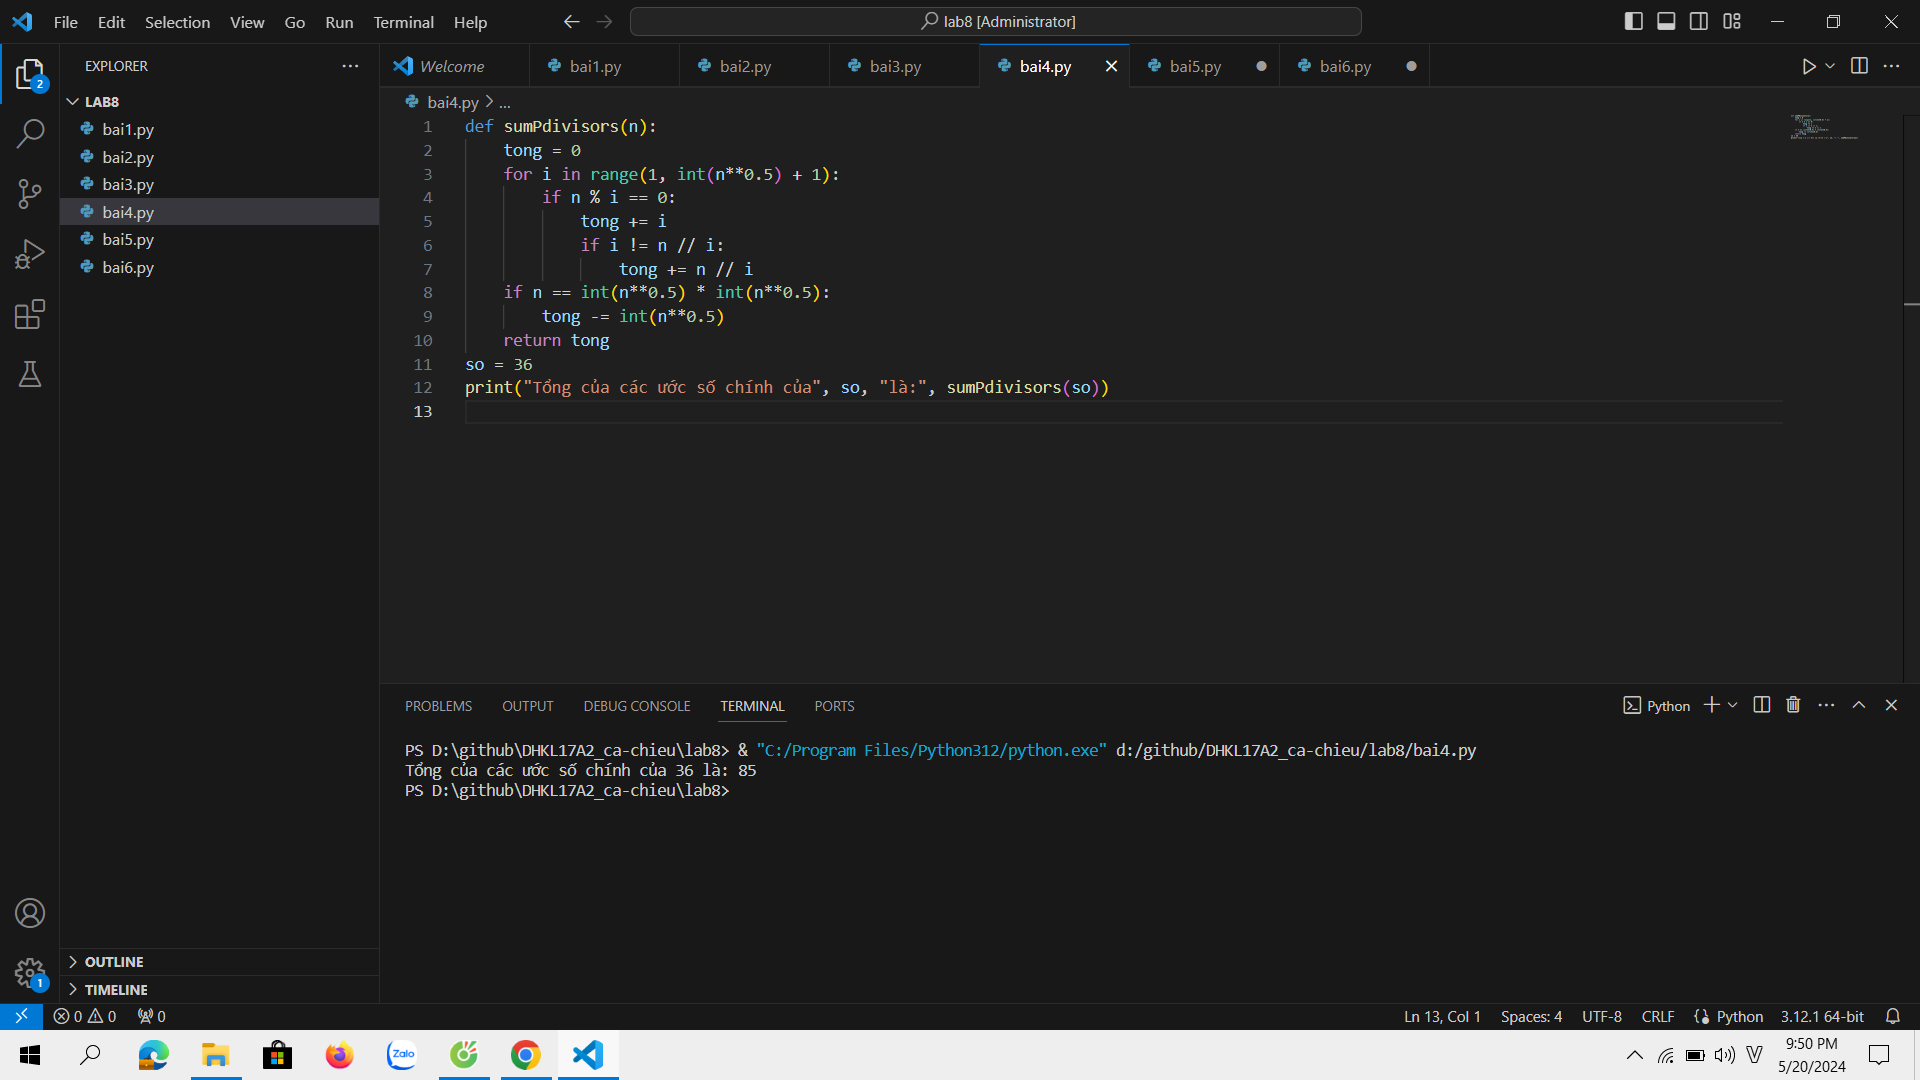 File Edit Selection View Go Run Terminal Help
lab8 [Administrator]
EXPLORER
Welcome bai1.py bai2.py bai3.py bai4.py bai5.py bai6.py
2
LAB8
bai1.py
bai2.py
bai3.py
bai4.py
bai5.py
bai6.py
bai4.py > ...
1 def sumPdivisors(n):
2 tong = 0
3 for i in range(1, int(n**0.5) + 1):
4 if n % i == 0:
5 tong += i
6 if i != n // i:
7 tong += n // i
8 if n == int(n**0.5) * int(n**0.5):
9 tong -= int(n**0.5)
10 return tong
11 so = 36
12 print("Tổng của các ước số chính của", so, "là:", sumPdivisors(so))
13
PROBLEMS OUTPUT DEBUG CONSOLE TERMINAL PORTS
Python
PS D:\github\DHKL17A2_ca-chieu\lab8> & "C:/Program Files/Python312/python.exe" d:/github/DHKL17A2_ca-chieu/lab8/bai4.py
Tổng của các ước số chính của 36 là: 85
PS D:\github\DHKL17A2_ca-chieu\lab8>
OUTLINE
1
TIMELINE
0 0 0
Ln 13, Col 1 Spaces: 4 UTF-8 CRLF Python 3.12.1 64-bit
Zalo
V
9:50 PM
5/20/2024